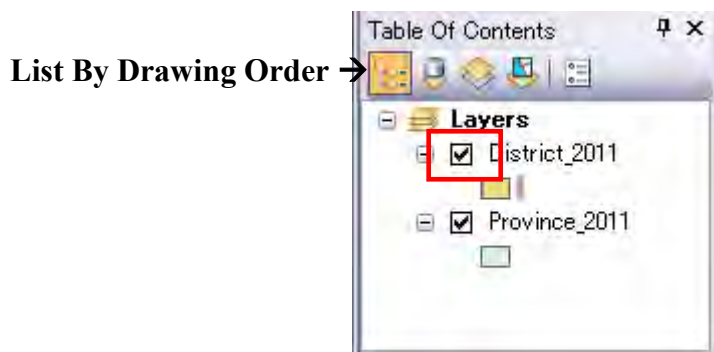 Table Of Contents
List By Drawing Order →
Layers
District_2011
Province_2011